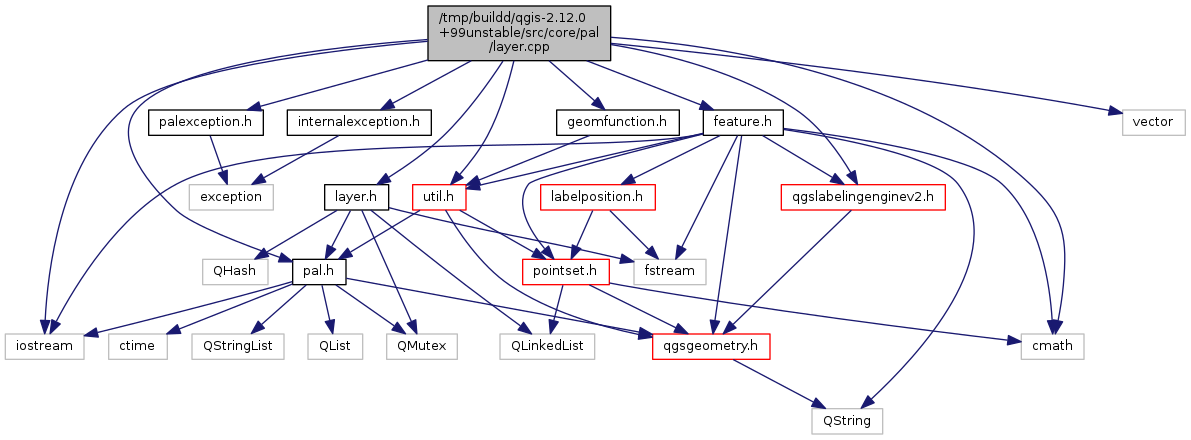 /tmp/buildd/qgis-2.12.0
+99unstable/src/core/pal
/layer.cpp
palexception.h
internalexception.h
geomfunction.h
feature.h
vector
exception
layer.h
util.h
labelposition.h
qgslabelingenginev2.h
QHash
pal.h
pointset.h
fstream
iostream
ctime
QStringList
QList
QMutex
QLinkedList
qgsgeometry.h
cmath
QString